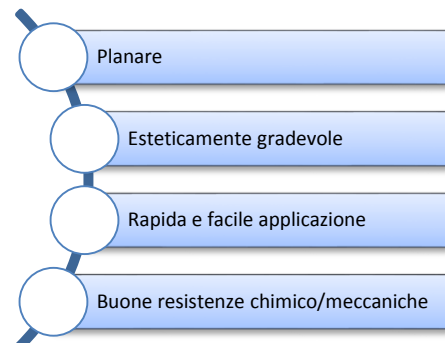 Planare
Esteticamente gradevole
Rapida e facile applicazione
Buone resistenze chimico/meccaniche